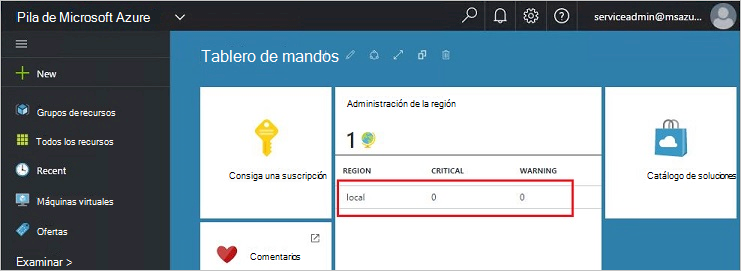 Pila de Microsoft Azure
serviceadmin@msazu...
New
Grupos de recursos
Todos los recursos
Recent
Máquinas virtuales
Ofertas
Examinar >
Tablero de mandos
Consiga una suscripción
Comentarios
Administración de la región
1
REGION CRITICAL WARNING
local 0 0
Catálogo de soluciones